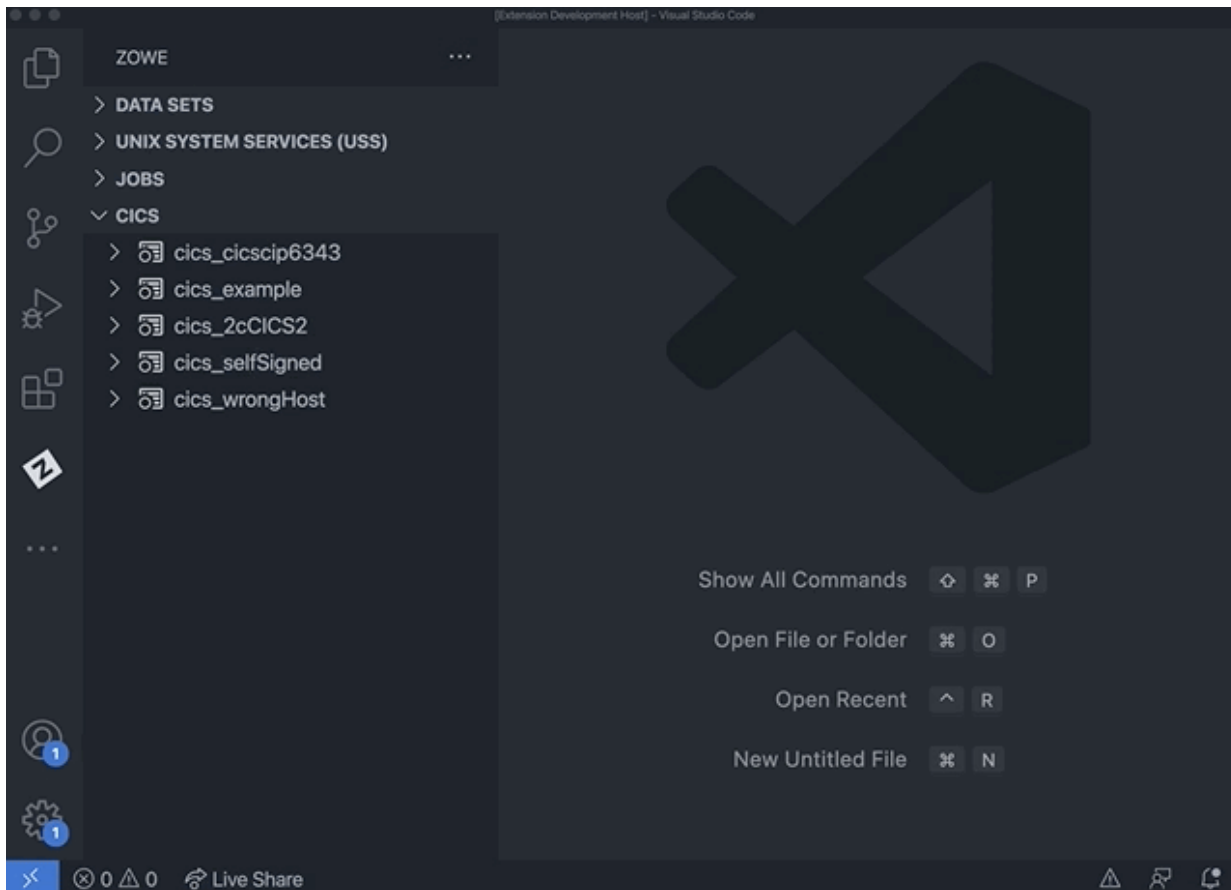 [Extension Development Host] - Visual Studio Code
ZOWE
DATA SETS
UNIX SYSTEM SERVICES (USS)
JOBS
CICS
cics_cicscip6343
cics_example
cics_2cCICS2
cics_selfSigned
cics_wrongHost
Z
Show All Commands ⇧ ⌘ P
Open File or Folder ⌘ O
Open Recent ^ R
New Untitled File ⌘ N
1
1
0 0 Live Share